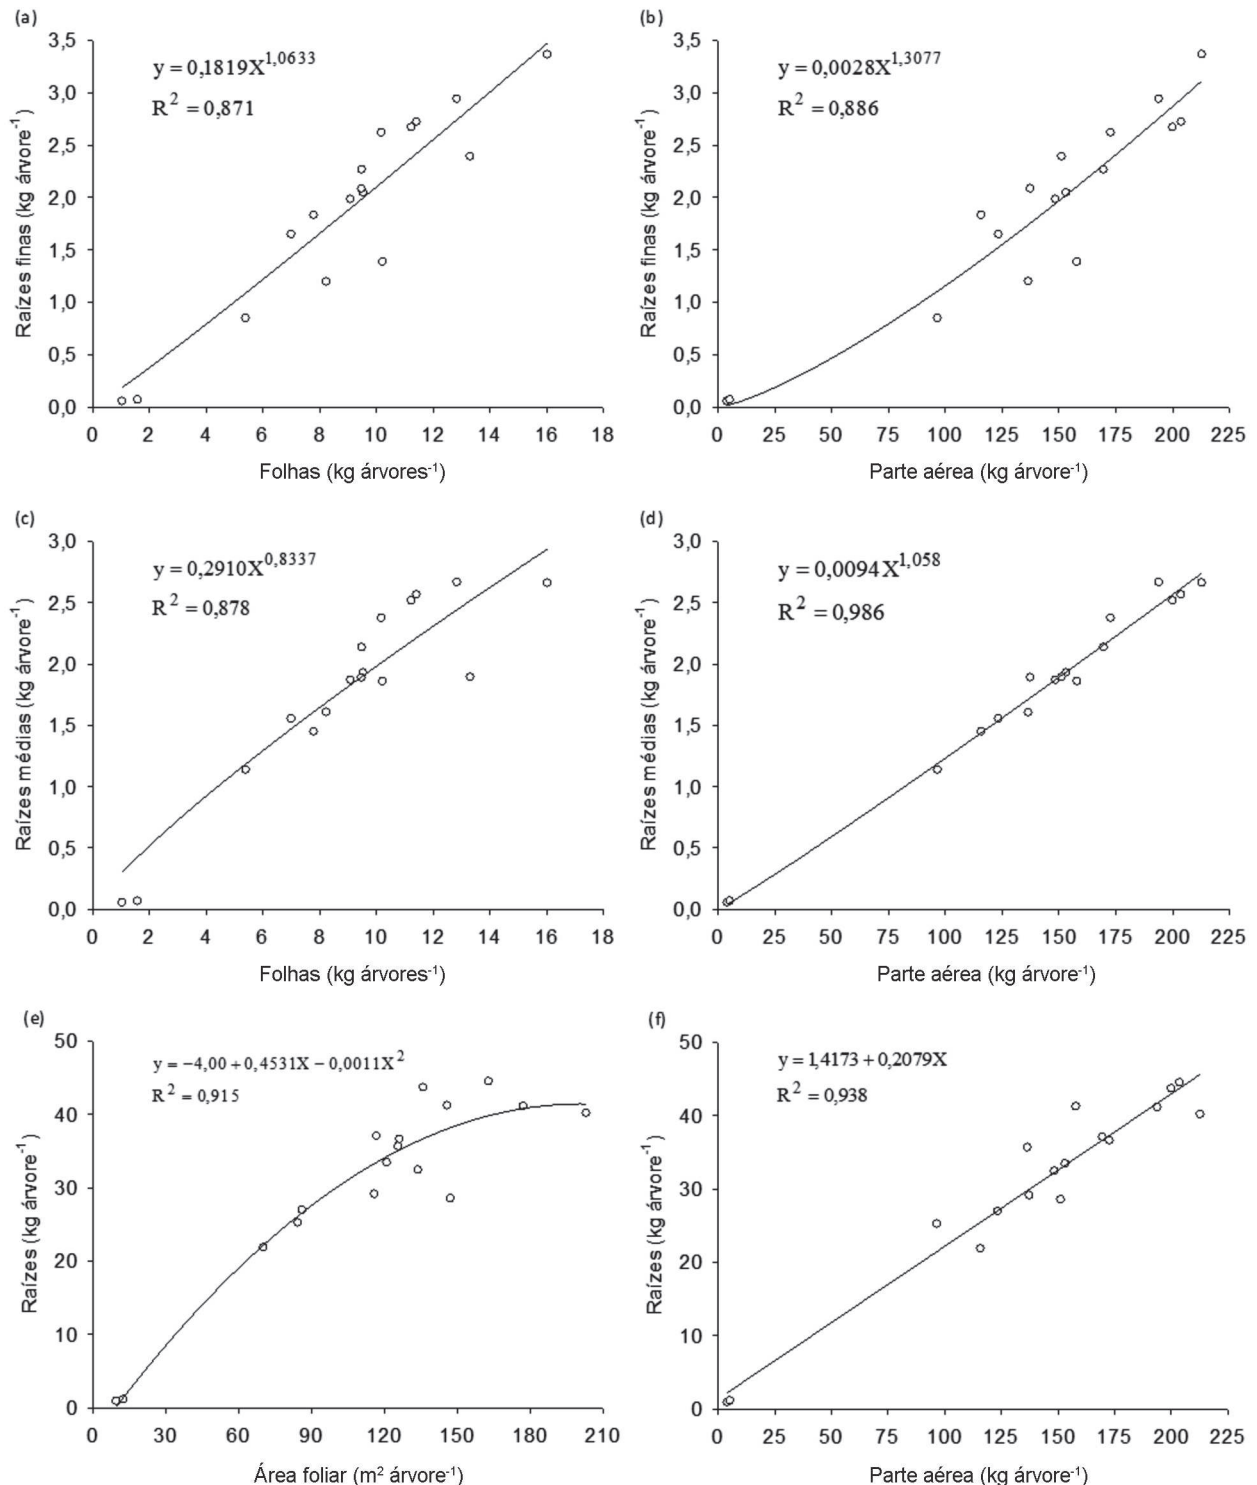 (a)
y = 0,1819X^1,0633
R² = 0,871
Raízes finas (kg árvore⁻¹)
3,5
3,0
2,5
2,0
1,5
1,0
0,5
0,0
0 2 4 6 8 10 12 14 16 18
Folhas (kg árvores⁻¹)
(b)
y = 0,0028X^1,3077
R² = 0,886
Raízes finas (kg árvore⁻¹)
3,5
3,0
2,5
2,0
1,5
1,0
0,5
0,0
0 25 50 75 100 125 150 175 200 225
Parte aérea (kg árvore⁻¹)
(c)
y = 0,2910X^0,8337
R² = 0,878
Raízes médias (kg árvore⁻¹)
3,0
2,5
2,0
1,5
1,0
0,5
0,0
0 2 4 6 8 10 12 14 16 18
Folhas (kg árvores⁻¹)
(d)
y = 0,0094X^1,058
R² = 0,986
Raízes médias (kg árvore⁻¹)
3,0
2,5
2,0
1,5
1,0
0,5
0,0
0 25 50 75 100 125 150 175 200 225
Parte aérea (kg árvore⁻¹)
(e)
y = −4,00 + 0,4531X − 0,0011X²
R² = 0,915
Raízes (kg árvore⁻¹)
50
40
30
20
10
0
0 30 60 90 120 150 180 210
Área foliar (m² árvore⁻¹)
(f)
y = 1,4173 + 0,2079X
R² = 0,938
Raízes (kg árvore⁻¹)
50
40
30
20
10
0
0 25 50 75 100 125 150 175 200 225
Parte aérea (kg árvore⁻¹)